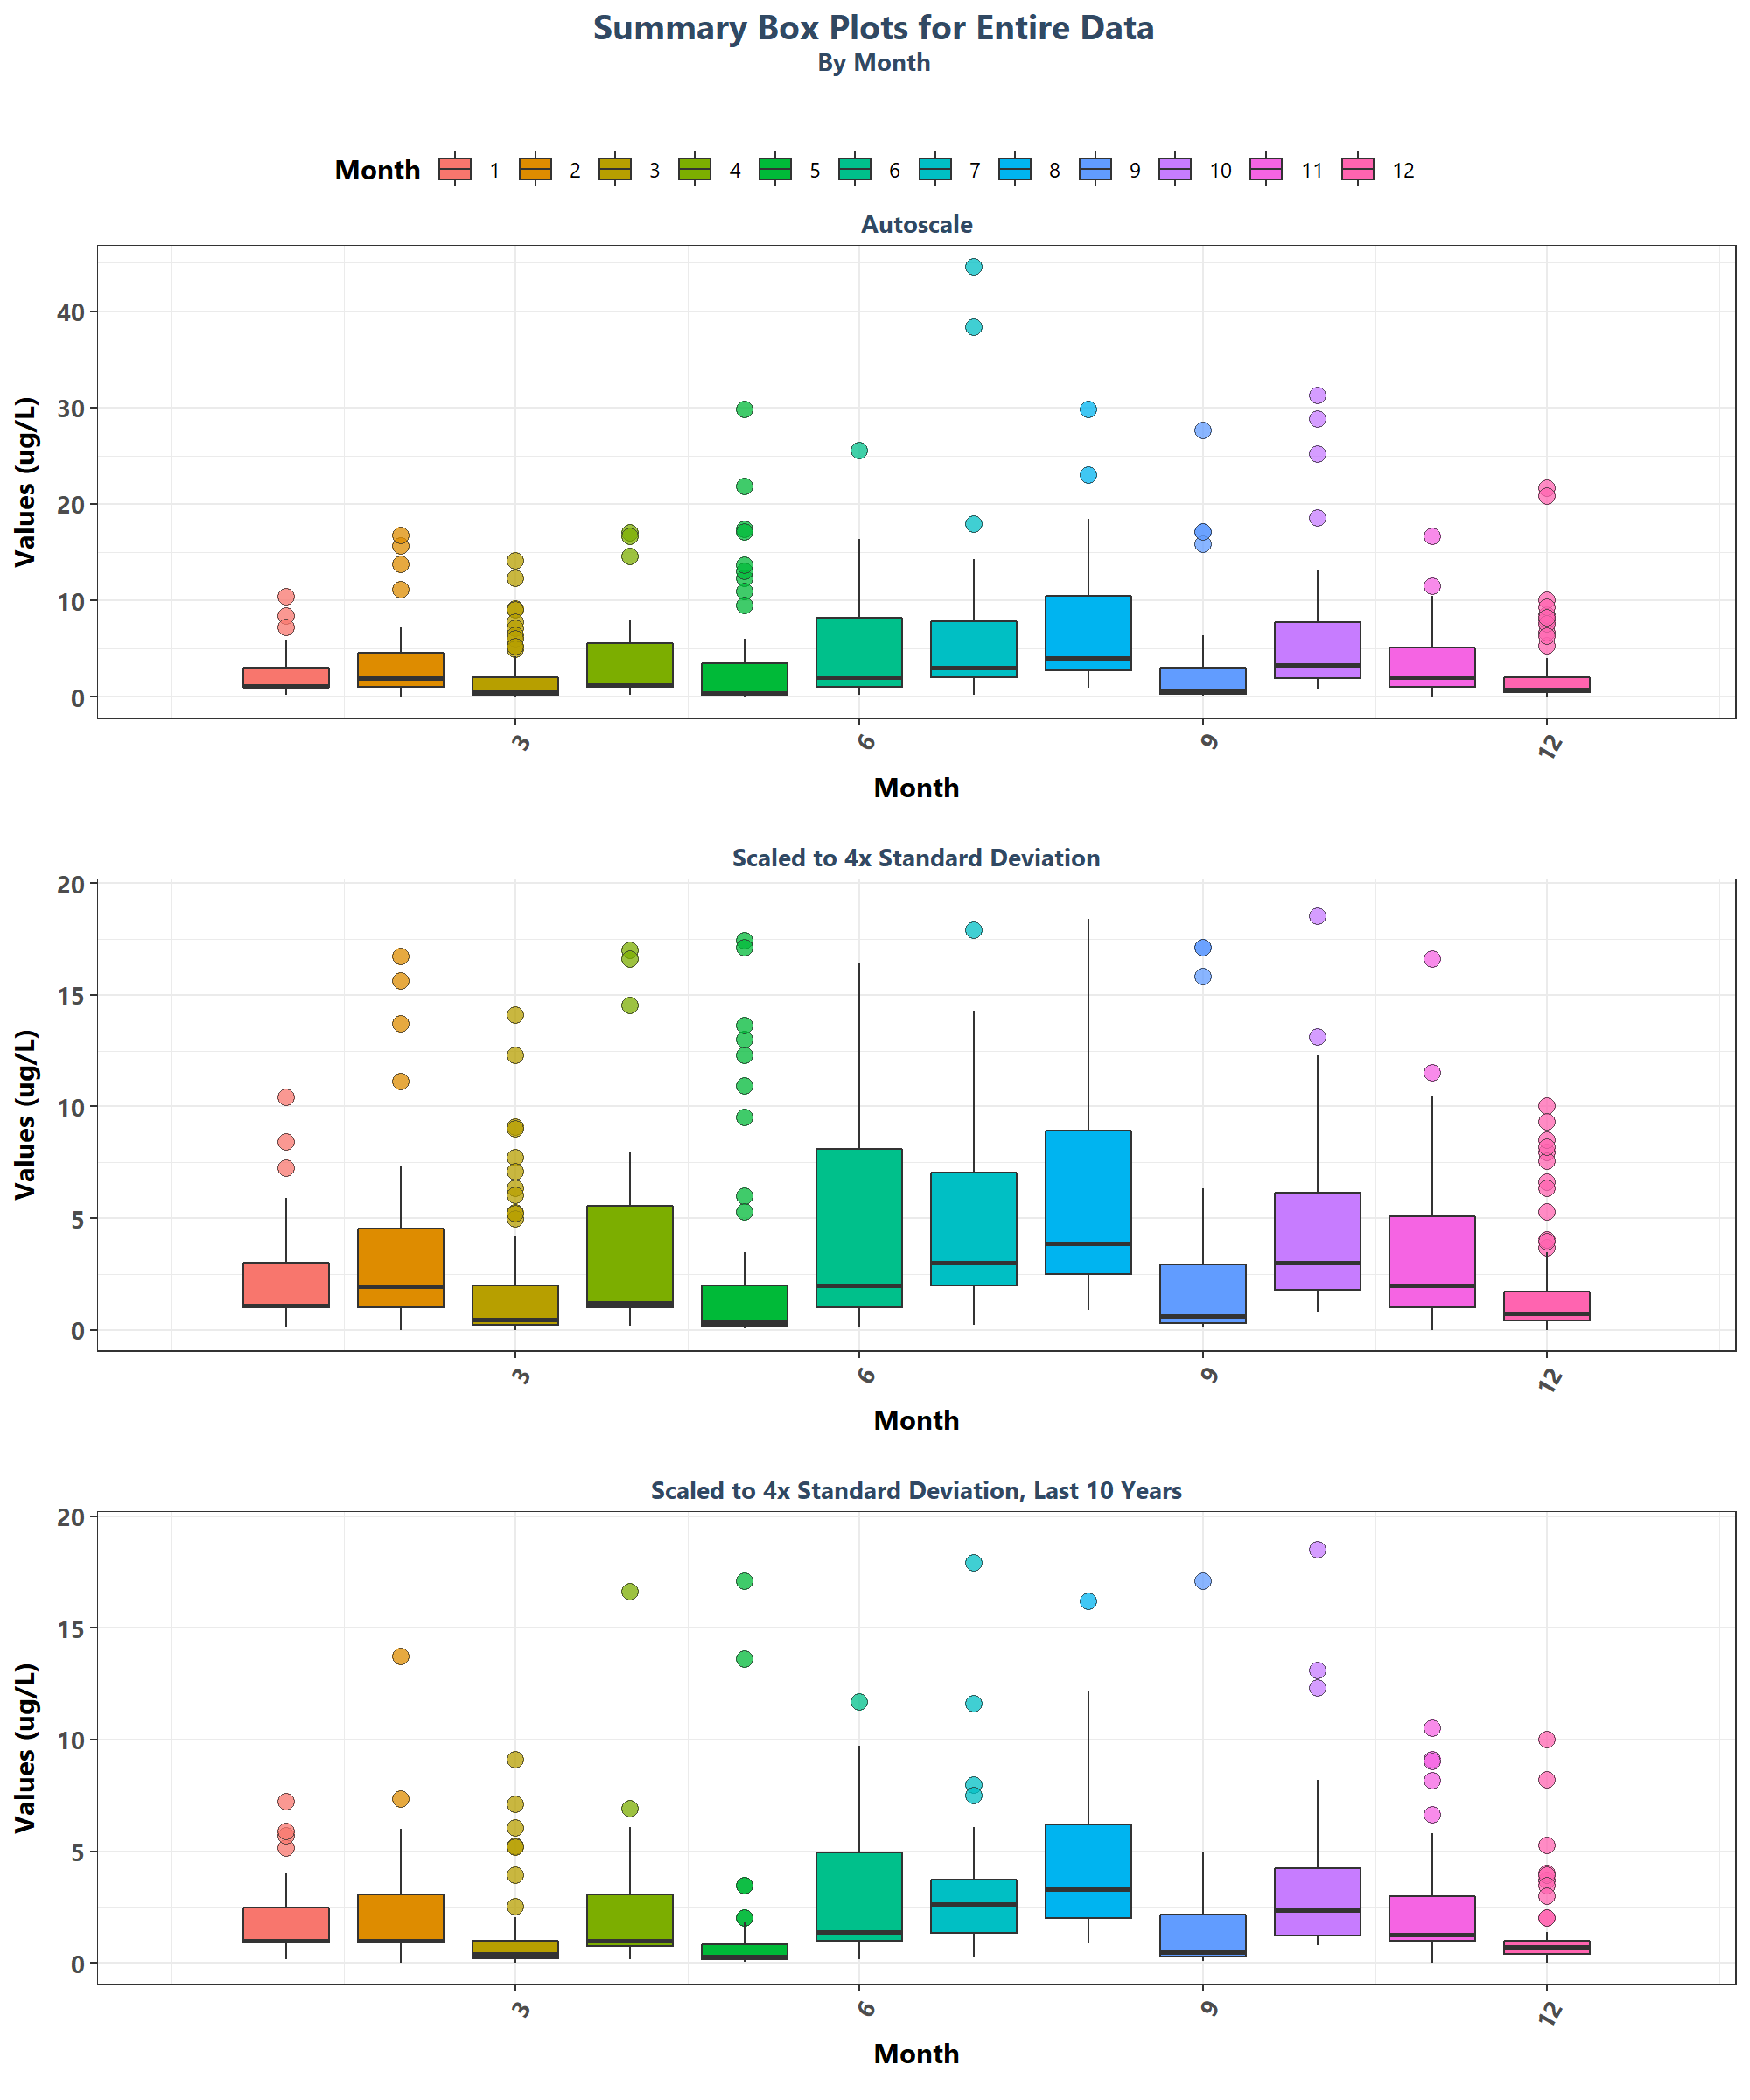 Summary Box Plots for Entire Data
By Month
Month 1 2 3 4 5 6 7 8 9 10 11 12
Autoscale
Values (ug/L)
40
30
20
10
0
3 6 9 12
Month
Scaled to 4x Standard Deviation
Values (ug/L)
20
15
10
5
0
3 6 9 12
Month
Scaled to 4x Standard Deviation, Last 10 Years
Values (ug/L)
20
15
10
5
0
3 6 9 12
Month